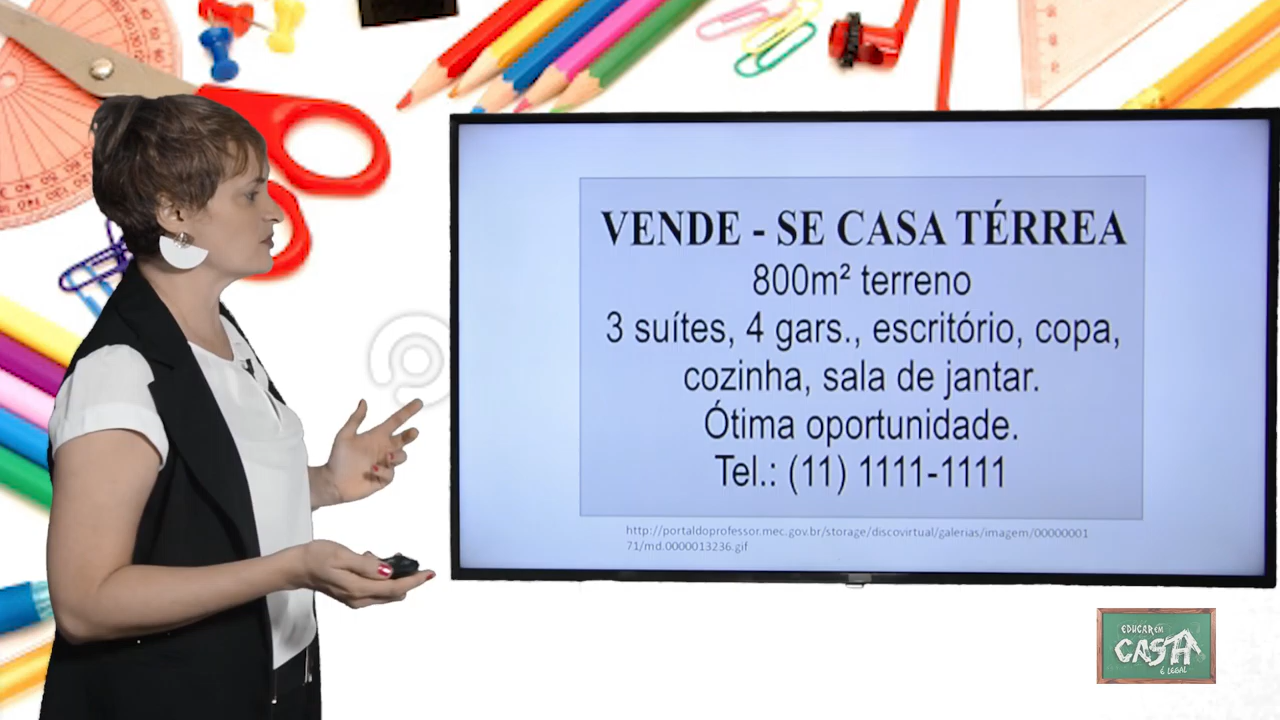 VENDE - SE CASA TÉRREA
800m² terreno
3 suítes, 4 gars., escritório, copa,
cozinha, sala de jantar.
Ótima oportunidade.
Tel.: (11) 1111-1111
http://portaldoprofessor.mec.gov.br/storage/discovirtual/galerias/imagem/00000001
71/md.0000013236.gif
EDUCAR EM
CASA
É LEGAL